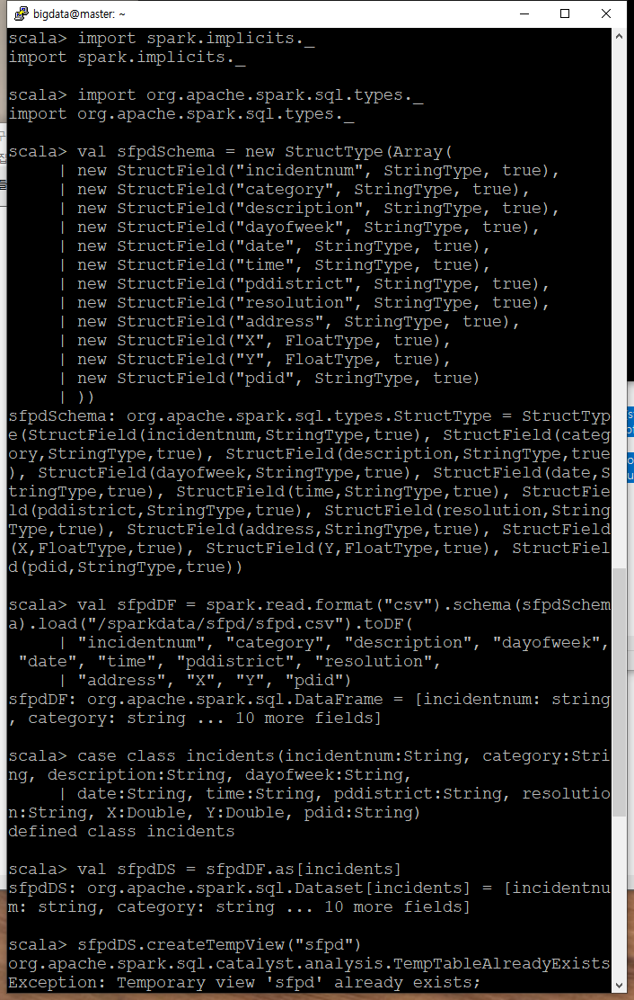 bigdata@master: ~
scala> import spark.implicits._
import spark.implicits._
scala> import org.apache.spark.sql.types._
import org.apache.spark.sql.types._
scala> val sfpdSchema = new StructType(Array(
| new StructField("incidentnum", StringType, true),
| new StructField("category", StringType, true),
| new StructField("description", StringType, true),
| new StructField("dayofweek", StringType, true),
| new StructField("date", StringType, true),
| new StructField("time", StringType, true),
| new StructField("pddistrict", StringType, true),
| new StructField("resolution", StringType, true),
| new StructField("address", StringType, true),
| new StructField("X", FloatType, true),
| new StructField("Y", FloatType, true),
| new StructField("pdid", StringType, true)
| ))
sfpdSchema: org.apache.spark.sql.types.StructType = StructTyp
e(StructField(incidentnum,StringType,true), StructField(categ
ory,StringType,true), StructField(description,StringType,true
), StructField(dayofweek,StringType,true), StructField(date,S
tringType,true), StructField(time,StringType,true), StructFie
ld(pddistrict,StringType,true), StructField(resolution,String
Type,true), StructField(address,StringType,true), StructField
(X,FloatType,true), StructField(Y,FloatType,true), StructFiel
d(pdid,StringType,true))
scala> val sfpdDF = spark.read.format("csv").schema(sfpdSchem
a).load("/sparkdata/sfpd/sfpd.csv").toDF(
| "incidentnum", "category", "description", "dayofweek",
"date", "time", "pddistrict", "resolution",
| "address", "X", "Y", "pdid")
sfpdDF: org.apache.spark.sql.DataFrame = [incidentnum: string
, category: string ... 10 more fields]
scala> case class incidents(incidentnum:String, category:Stri
ng, description:String, dayofweek:String,
| date:String, time:String, pddistrict:String, resolutio
n:String, X:Double, Y:Double, pdid:String)
defined class incidents
scala> val sfpdDS = sfpdDF.as[incidents]
sfpdDS: org.apache.spark.sql.Dataset[incidents] = [incidentnu
m: string, category: string ... 10 more fields]
scala> sfpdDS.createTempView("sfpd")
org.apache.spark.sql.catalyst.analysis.TempTableAlreadyExists
Exception: Temporary view 'sfpd' already exists;